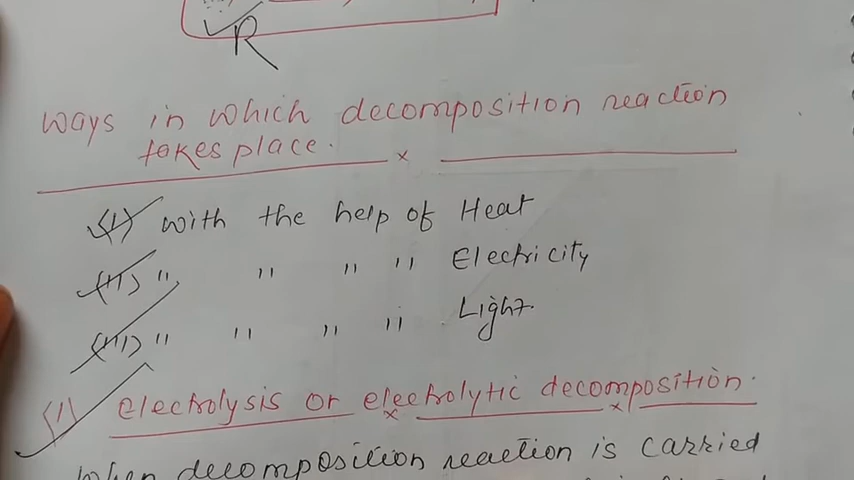 R
Ways in which decomposition reaction
takes place.
(I) with the help of Heat
(II) " " " " Electricity
(III) " " " " Light.
(1) Electrolysis or electrolytic decomposition.
When decomposition reaction is carried